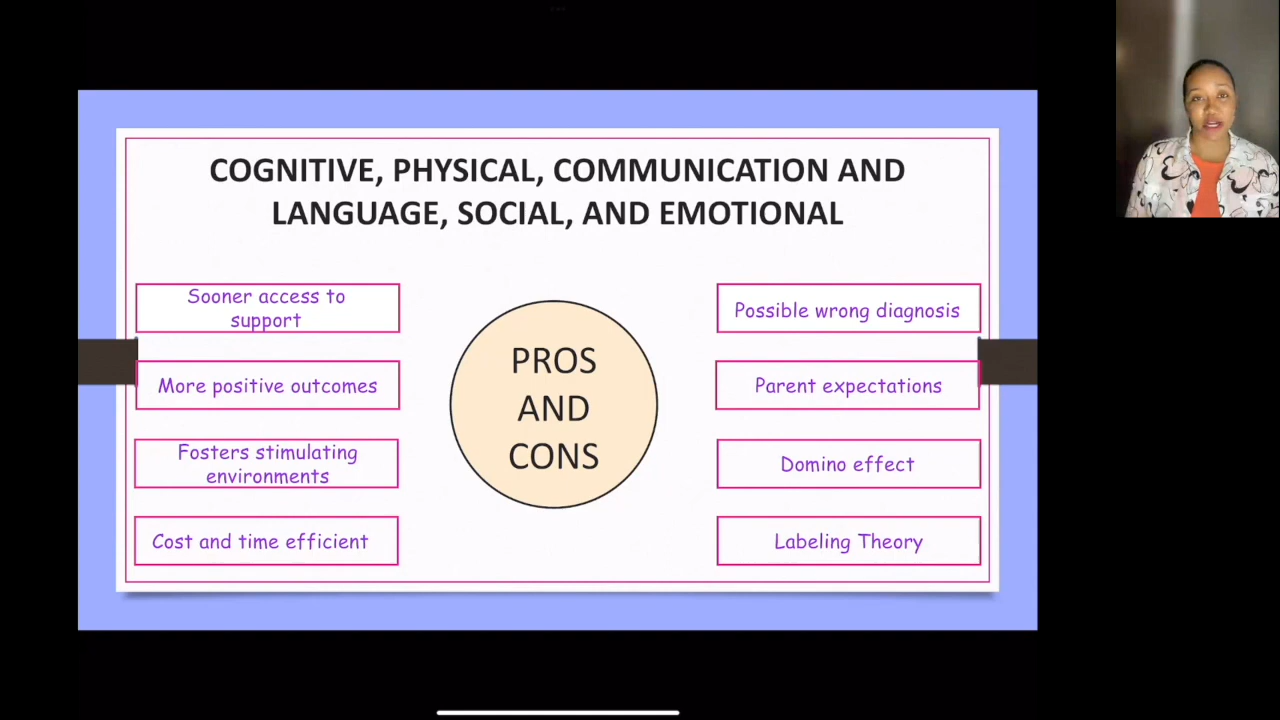 COGNITIVE, PHYSICAL, COMMUNICATION AND
LANGUAGE, SOCIAL, AND EMOTIONAL
Sooner access to
support
More positive outcomes
Fosters stimulating
environments
Cost and time efficient
PROS
AND
CONS
Possible wrong diagnosis
Parent expectations
Domino effect
Labeling Theory